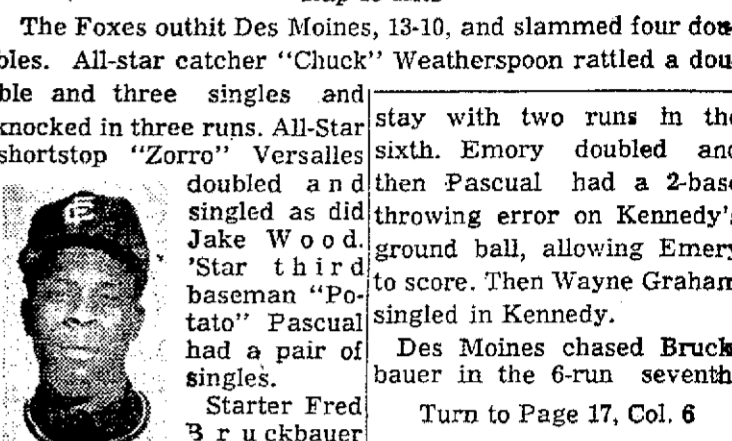 The Foxes outhit Des Moines, 13-10, and slammed four dou-
bles. All-star catcher "Chuck" Weatherspoon rattled a dou
ble and three singles and
knocked in three runs. All-Star
shortstop "Zorro" Versalles
doubled and
singled as did
Jake Wood.
'Star third
baseman "Po-
tato" Pascual
had a pair of
singles.
Starter Fred
Bruckbauer
stay with two runs in the
sixth. Emory doubled and
then Pascual had a 2-base
throwing error on Kennedy's
ground ball, allowing Emery
to score. Then Wayne Graham
singled in Kennedy.
Des Moines chased Bruck
bauer in the 6-run seventh
Turn to Page 17, Col. 6